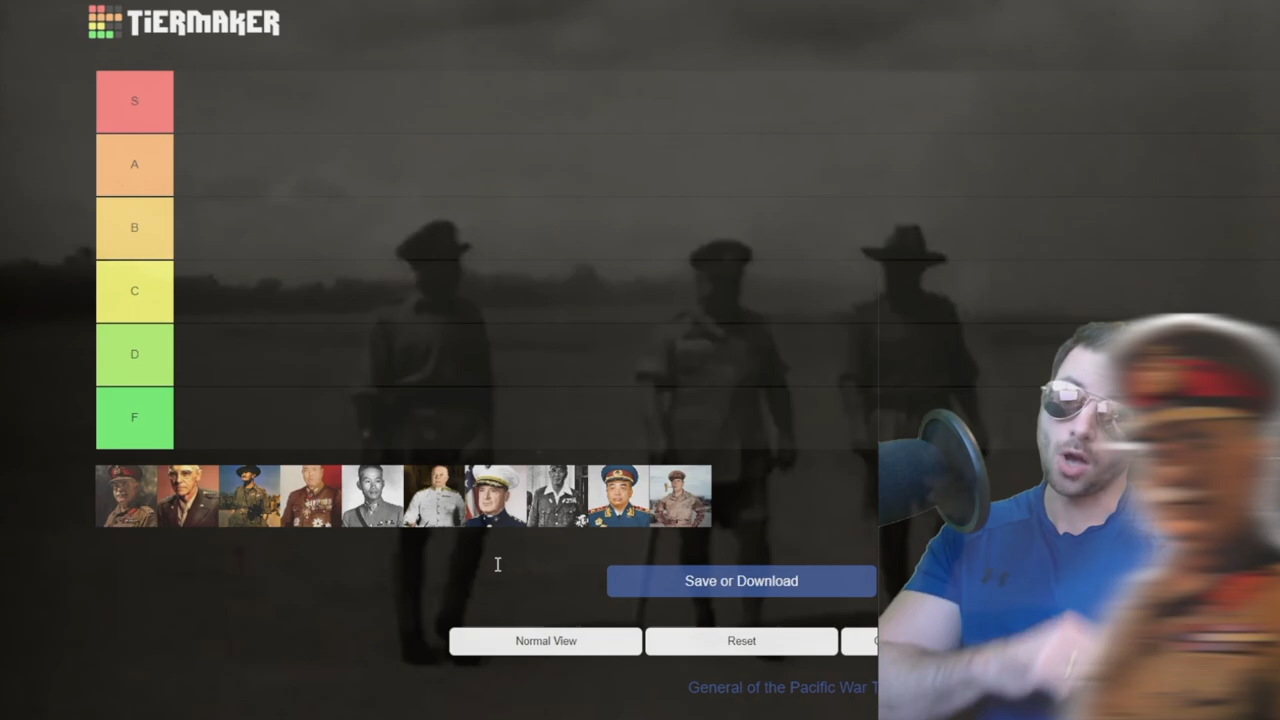 TiERMAKER
S
A
B
C
D
F
Save or Download
Normal View
Reset
General of the Pacific War T